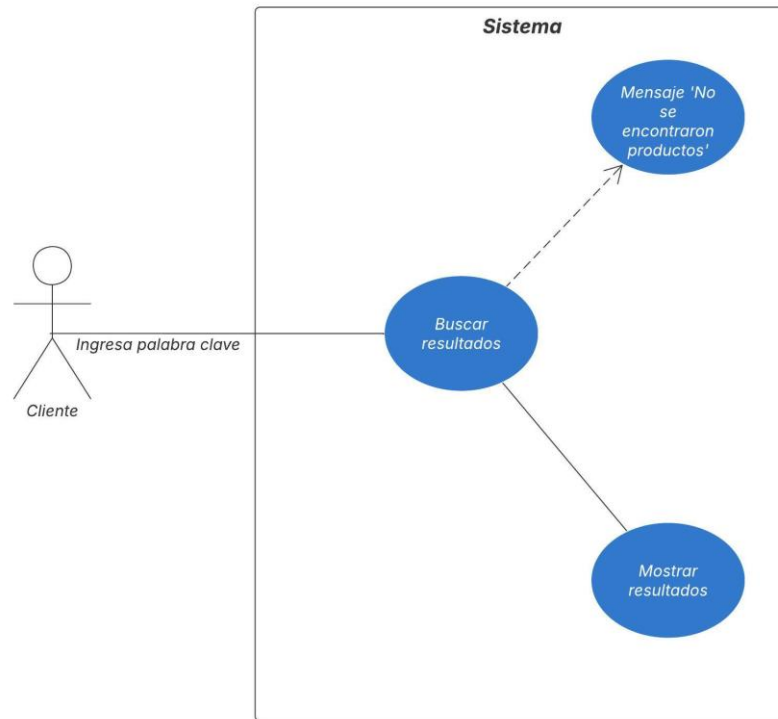 Sistema
Mensaje 'No
se
encontraron
productos'
Buscar
resultados
Ingresa palabra clave
Cliente
Mostrar
resultados